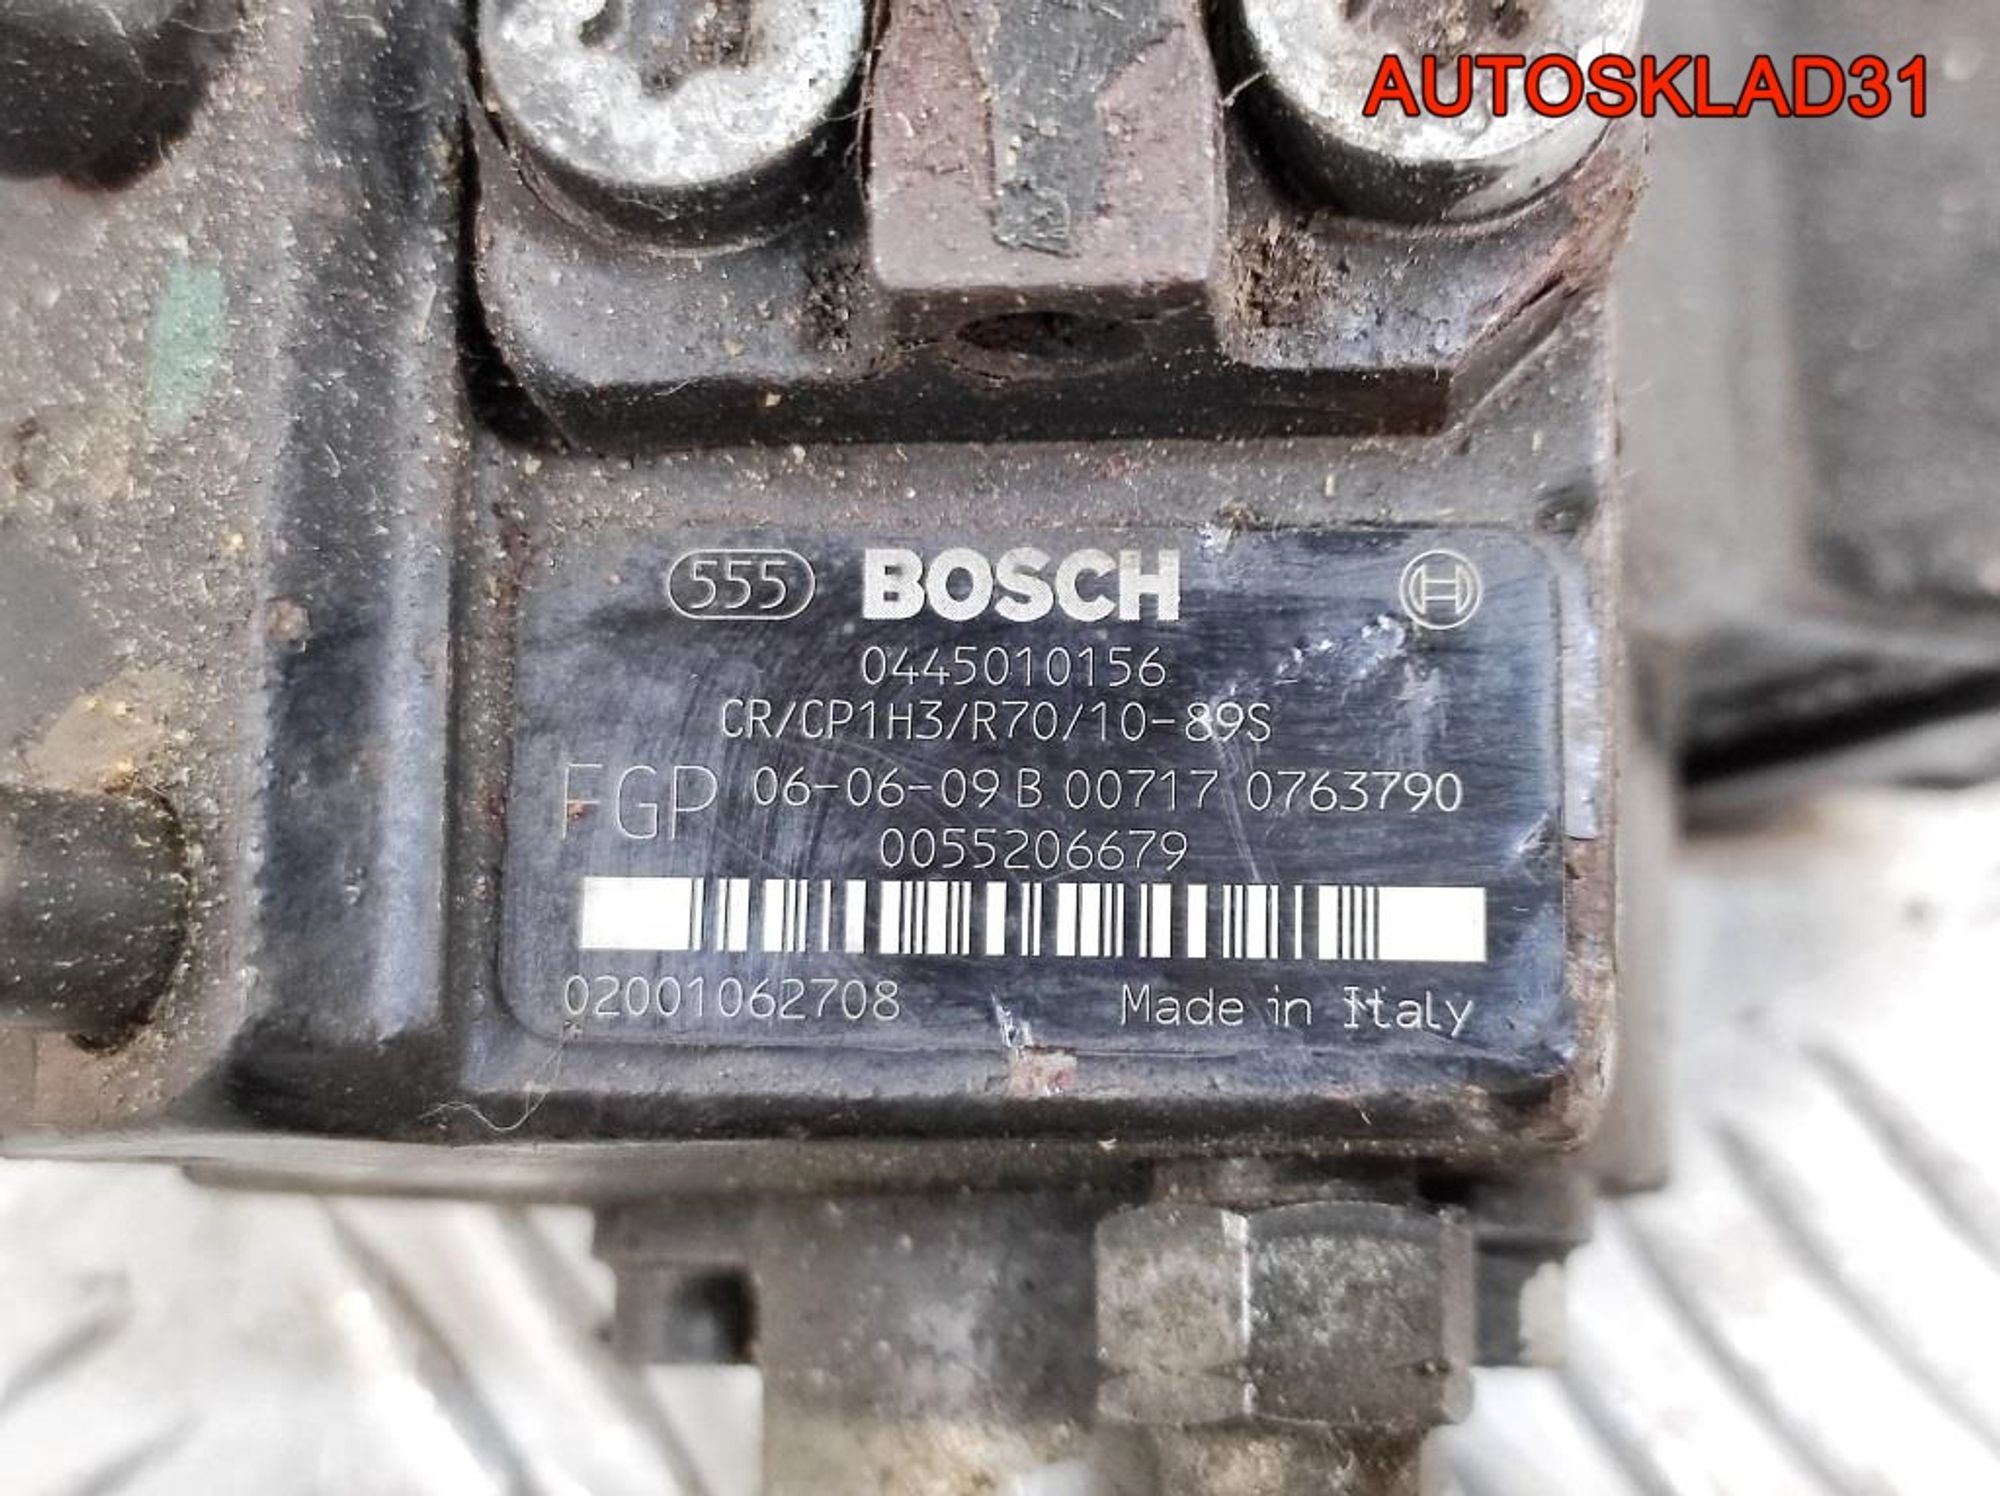 AUTOSKLAD31
555 BOSCH
0445010156
CR/CP1H3/R70/10-89S
FGP 06-06-09 B 00717 0763790
0055206679
02001062708 Made in Italy